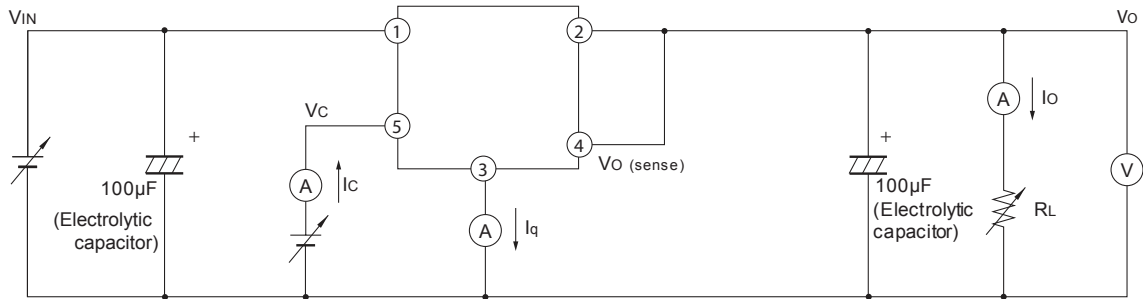 VIN
1
2
VO
+
100µF
(Electrolytic
capacitor)
VC
5
A
IC
3
4
VO (sense)
A
Iq
+
100µF
(Electrolytic
capacitor)
A
IO
RL
V